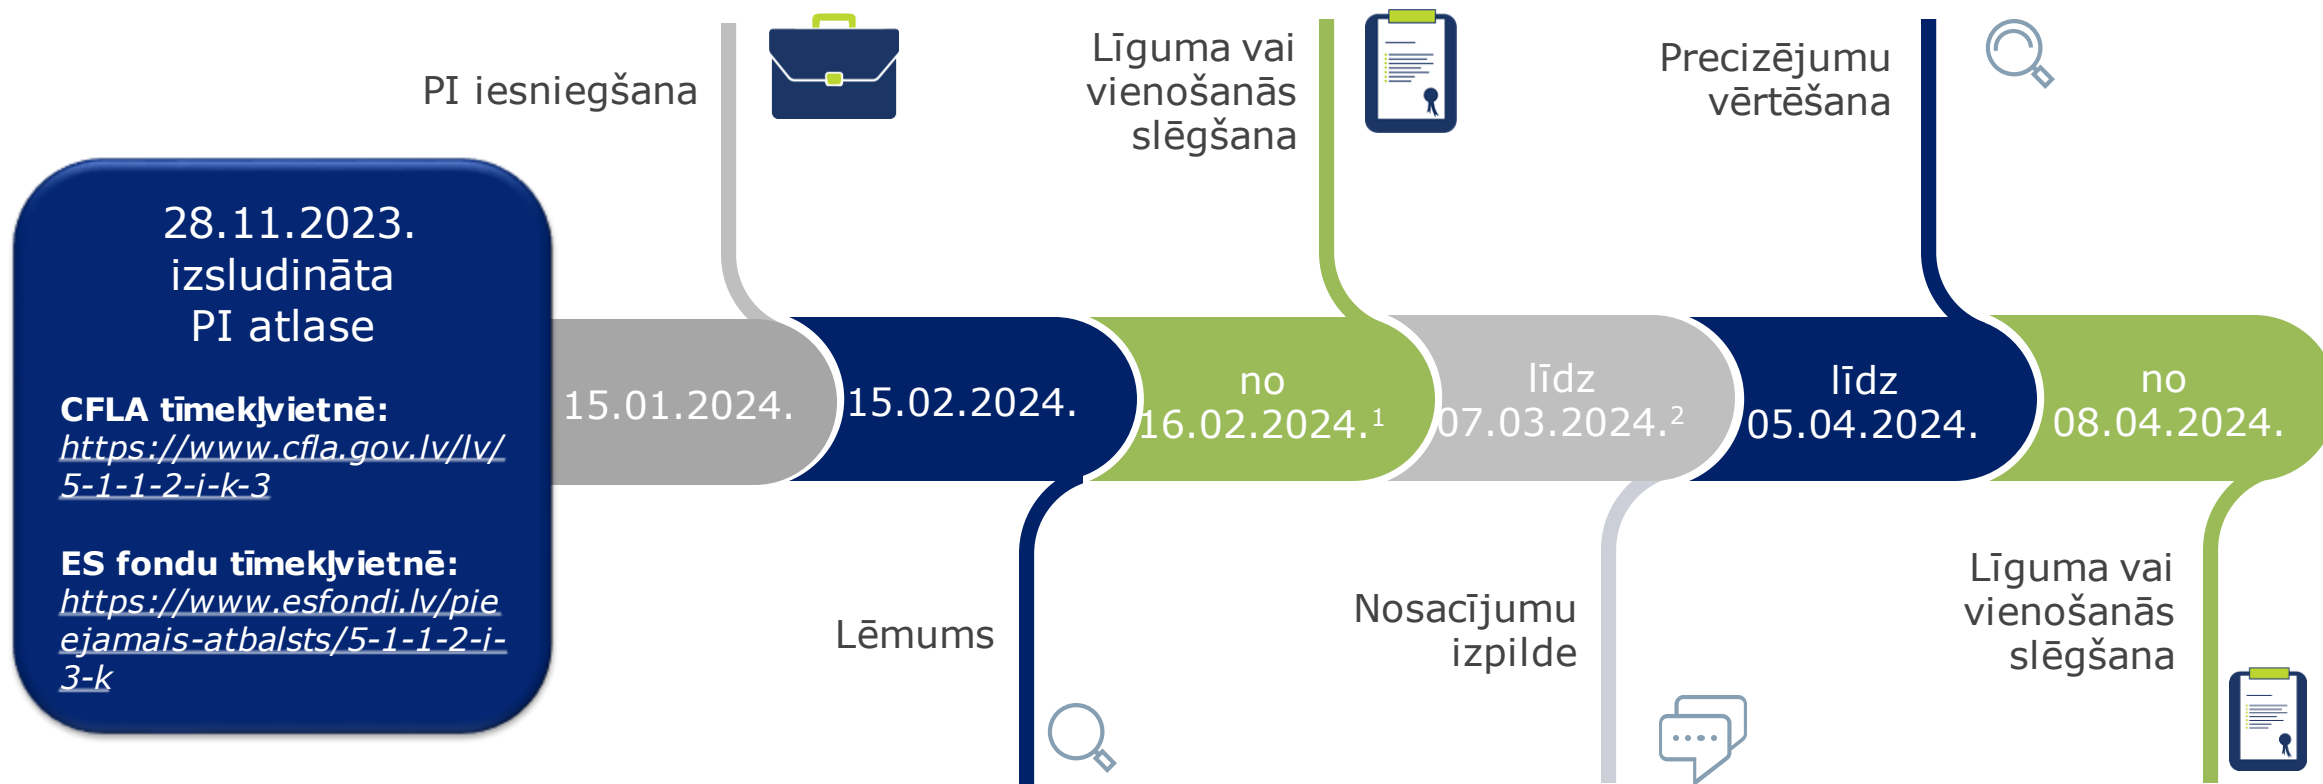 28.11.2023.
izsludināta
PI atlase
CFLA tīmekļvietnē:
https://www.cfla.gov.lv/lv/
5-1-1-2-i-k-3
ES fondu tīmekļvietnē:
https://www.esfondi.lv/pie
ejamais-atbalsts/5-1-1-2-i-
3-k
PI iesniegšana
15.01.2024.
15.02.2024.
Lēmums
Līguma vai
vienošanās
slēgšana
no
16.02.2024.¹
līdz
07.03.2024.²
Nosacījumu
izpilde
Precizējumu
vērtēšana
līdz
05.04.2024.
no
08.04.2024.
Līguma vai
vienošanās
slēgšana